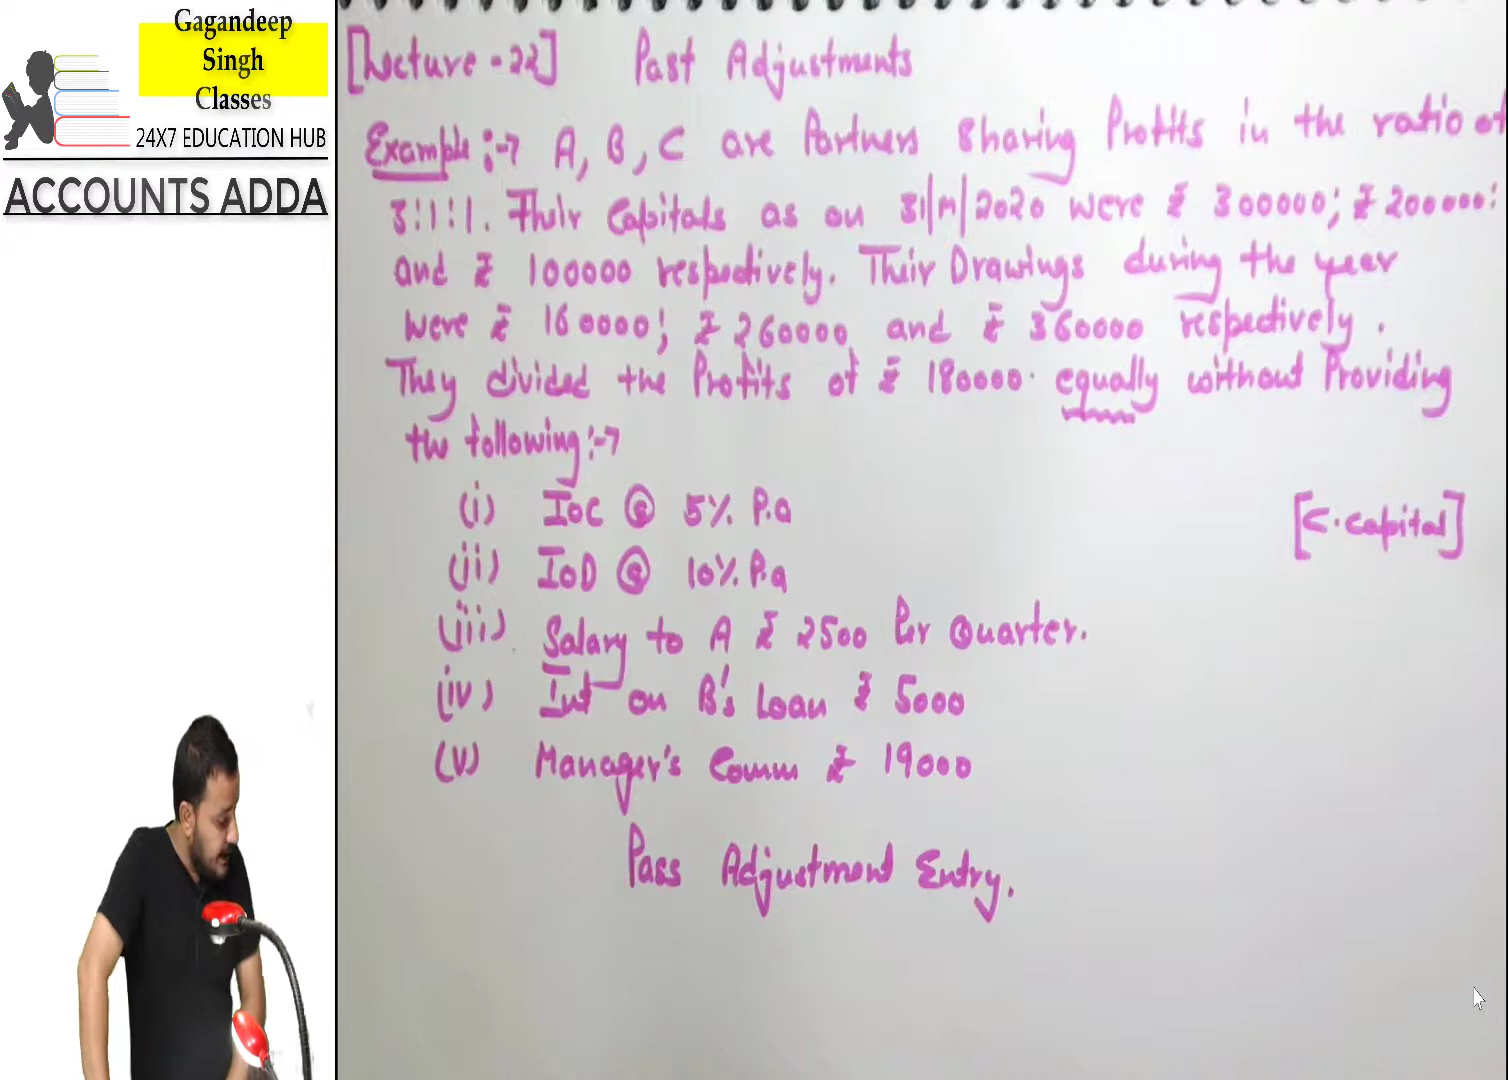 Gagandeep
Singh
Classes
24X7 EDUCATION HUB
ACCOUNTS ADDA
[Lecture - 22] Past Adjustments
Example :-> A, B, C are Partners Sharing Profits in the ratio of
3:1:1. Their Capitals as on 31/m/2020 were ₹ 300000; ₹ 200000:
and ₹ 100000 respectively. Their Drawings during the year
were ₹ 160000; ₹ 260000 and ₹ 360000 respectively.
They divided the Profits of ₹ 180000. equally without Providing
the following :->
(i) IOC @ 5% P.a
[C. capital]
(ii) IOD @ 10% P.a
(iii) Salary to A ₹ 2500 Per Quarter.
(iv) Int on B's Loan ₹ 5000
(v) Manager's Comm ₹ 19000
Pass Adjustment Entry.